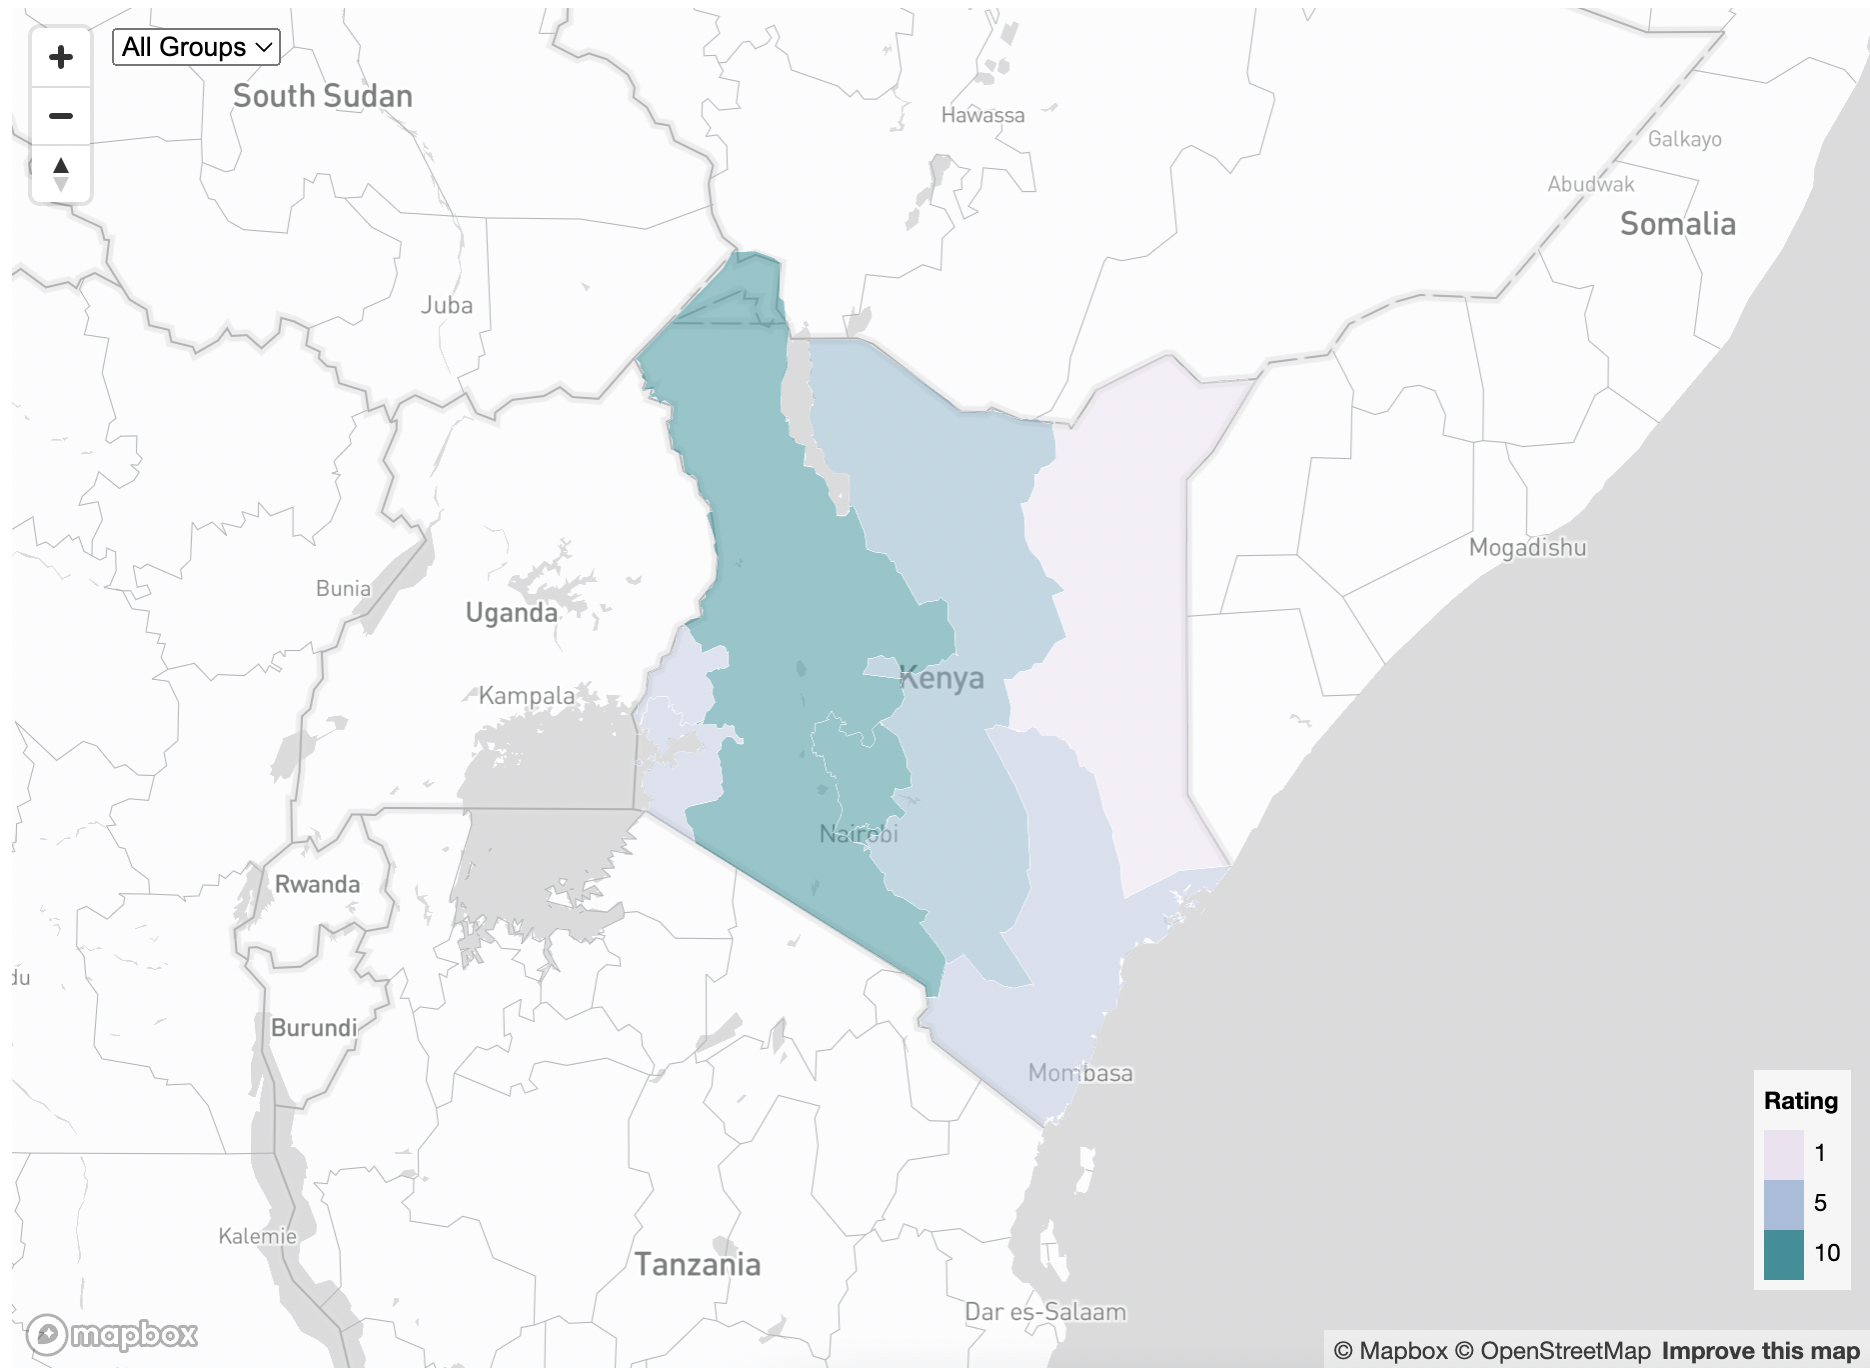 +
All Groups
−
South Sudan
Hawassa
Galkayo
Abudwak
Somalia
Juba
Mogadishu
Bunia
Uganda
Kampala
Kenya
Nairobi
Rwanda
du
Burundi
Mombasa
Rating
1
5
10
Kalemie
Tanzania
Dar es-Salaam
mapbox
© Mapbox © OpenStreetMap Improve this map